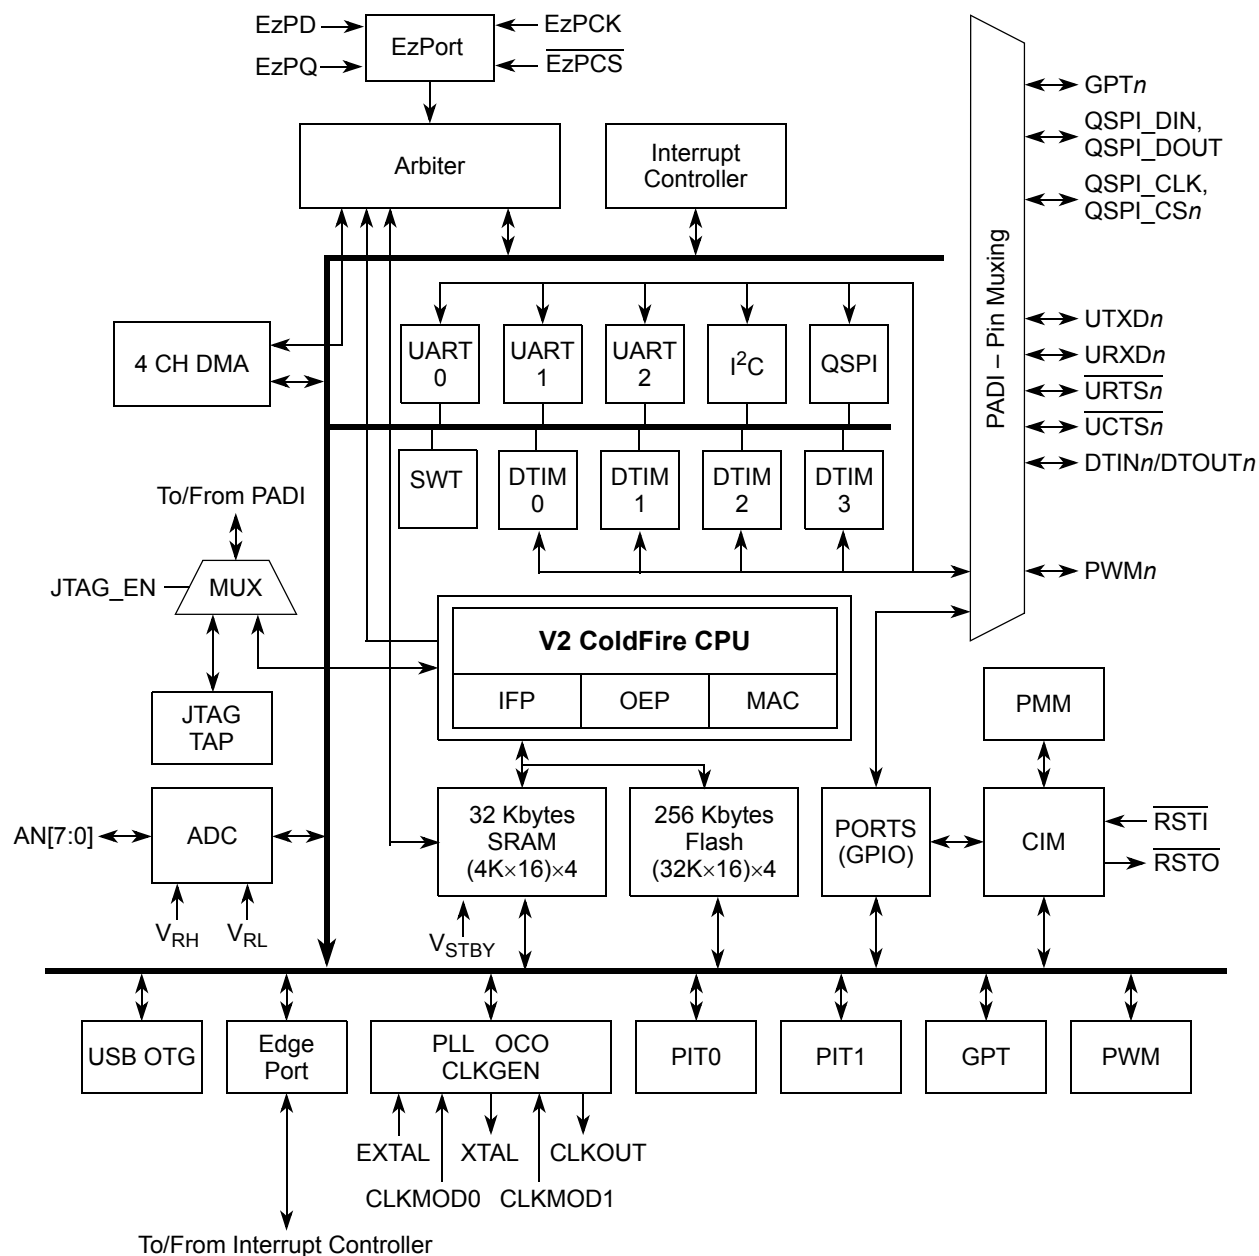 EzPD
EzPCK
EzPort
EzPQ
EzPCS
Arbiter
Interrupt
Controller
GPTn
QSPI_DIN,
QSPI_DOUT
QSPI_CLK,
QSPI_CSn
PADI – Pin Muxing
UTXDn
URXDn
URTSn
UCTSn
DTINn/DTOUTn
PWMn
4 CH DMA
UART
0
UART
1
UART
2
I²C
QSPI
SWT
DTIM
0
DTIM
1
DTIM
2
DTIM
3
To/From PADI
JTAG_EN
MUX
JTAG
TAP
V2 ColdFire CPU
IFP
OEP
MAC
PMM
AN[7:0]
ADC
VRH
VRL
32 Kbytes
SRAM
(4K×16)×4
VSTBY
256 Kbytes
Flash
(32K×16)×4
PORTS
(GPIO)
CIM
RSTI
RSTO
USB OTG
Edge
Port
PLL OCO
CLKGEN
PIT0
PIT1
GPT
PWM
EXTAL
XTAL
CLKOUT
CLKMOD0
CLKMOD1
To/From Interrupt Controller